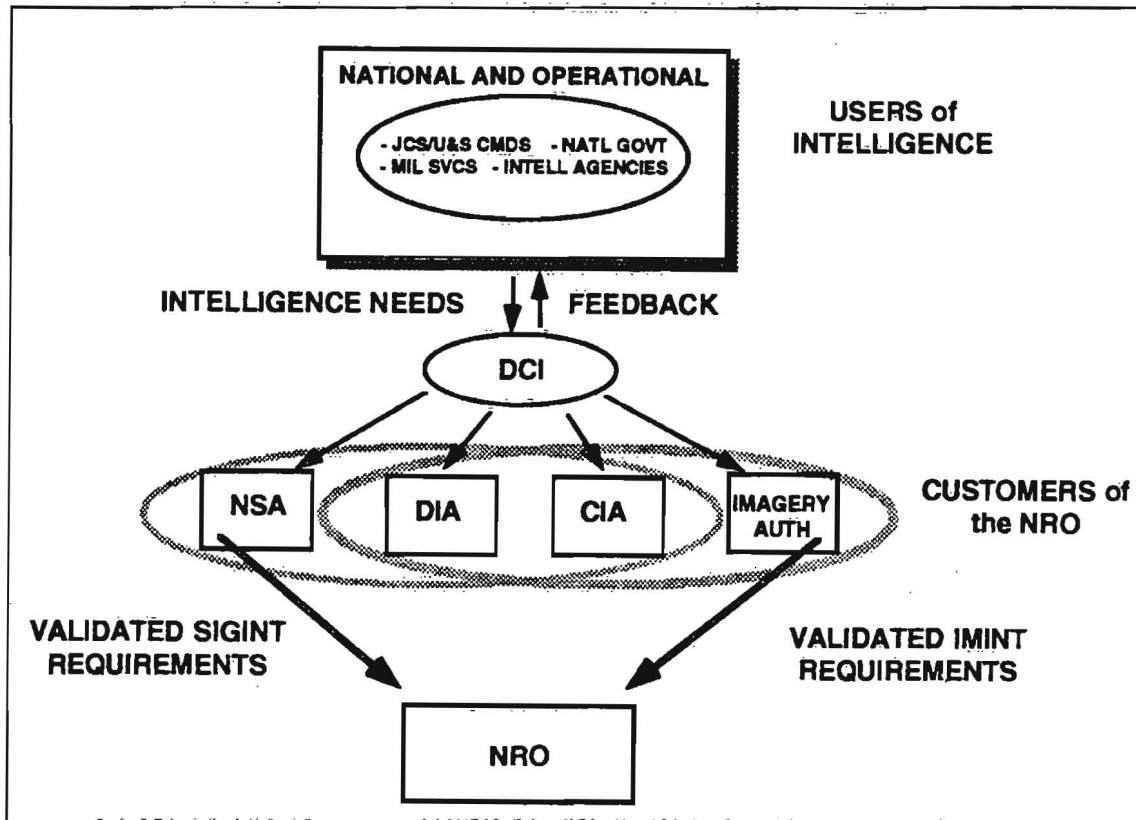 NATIONAL AND OPERATIONAL
- JCS/U&S CMDS - NATL GOVT
- MIL SVCS - INTELL AGENCIES
USERS of
INTELLIGENCE
INTELLIGENCE NEEDS
FEEDBACK
DCI
NSA
DIA
CIA
IMAGERY
AUTH
CUSTOMERS of
the NRO
VALIDATED SIGINT
REQUIREMENTS
VALIDATED IMINT
REQUIREMENTS
NRO